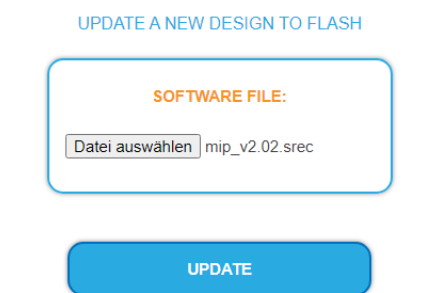 UPDATE A NEW DESIGN TO FLASH
SOFTWARE FILE:
Datei auswählen mip_v2.02.srec
UPDATE